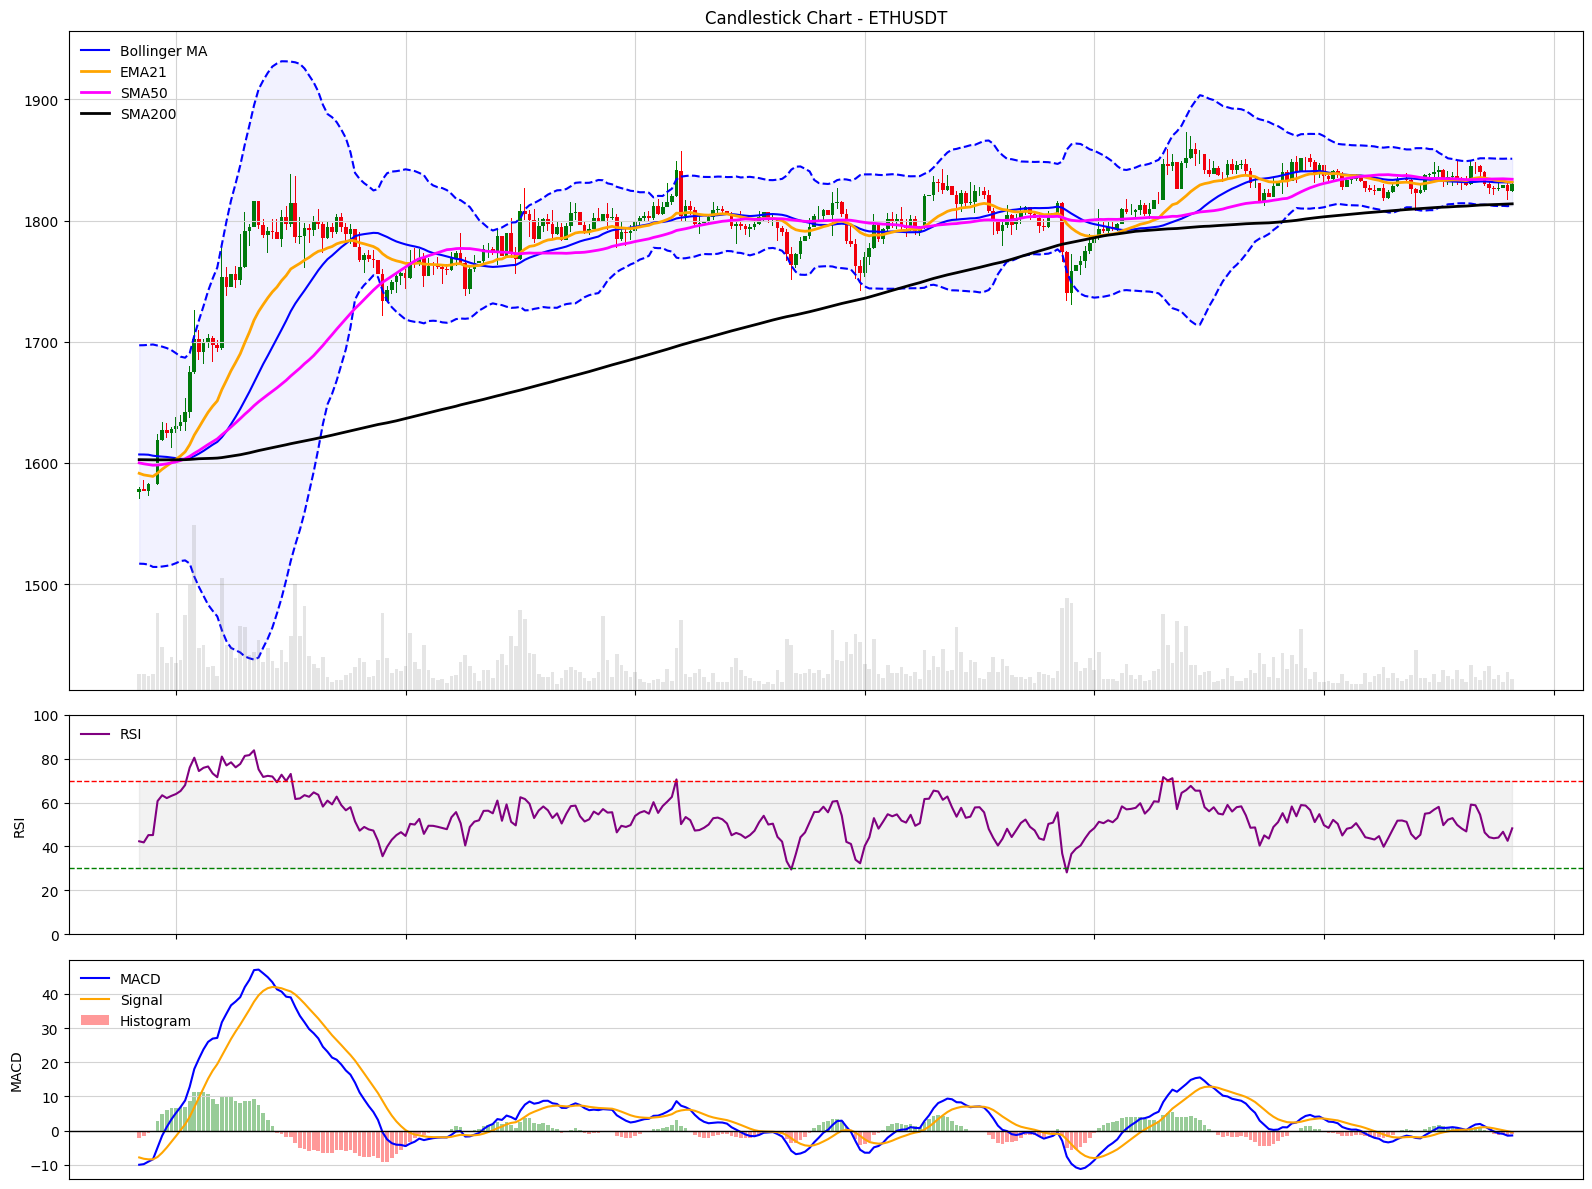 Candlestick Chart - ETHUSDT
Bollinger MA
EMA21
SMA50
SMA200
1900
1800
1700
1600
1500
RSI
100
80
60
40
20
0
RSI
MACD
Signal
Histogram
40
30
20
10
0
−10
MACD